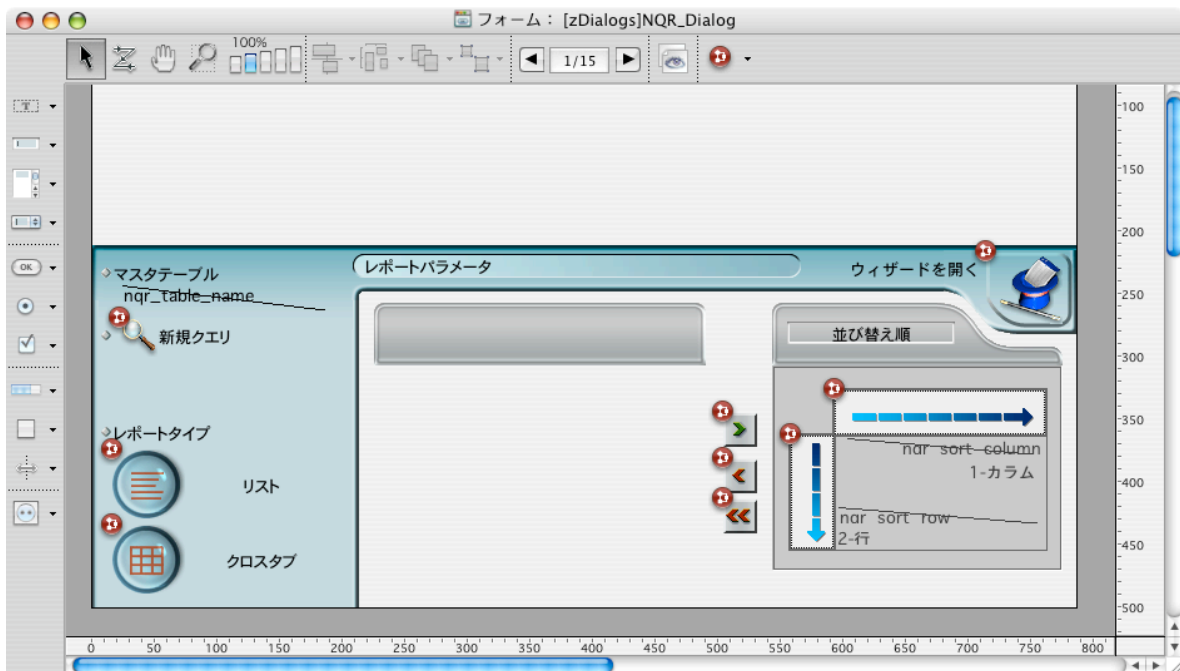 フォーム： [zDialogs]NQR_Dialog
100%
1/15
T
OK
マスタテーブル
nqr_table_name
新規クエリ
レポートタイプ
リスト
クロスタブ
レポートパラメータ
ウィザードを開く
並び替え順
nqr_sort_column
1-カラム
nqr_sort_row
2-行
100
150
200
250
300
350
400
450
500
0 50 100 150 200 250 300 350 400 450 500 550 600 650 700 750 800